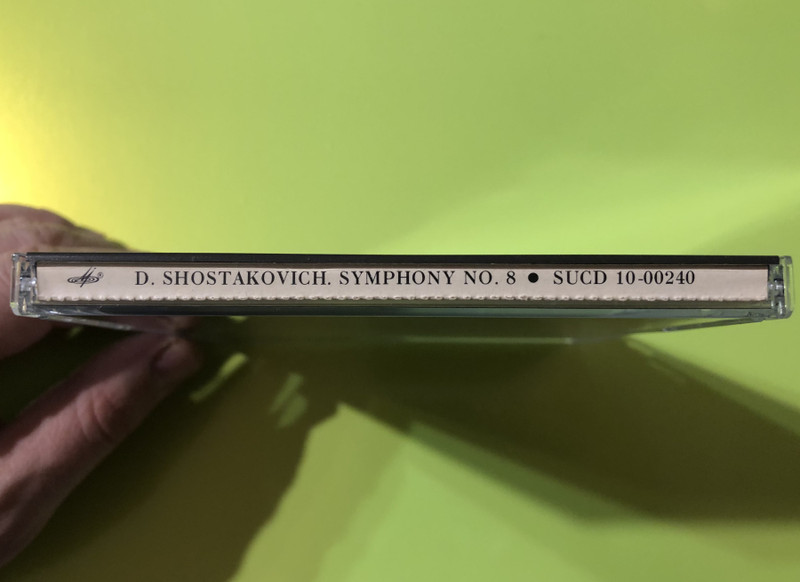 D. SHOSTAKOVICH. SYMPHONY NO. 8 ● SUCD 10-00240